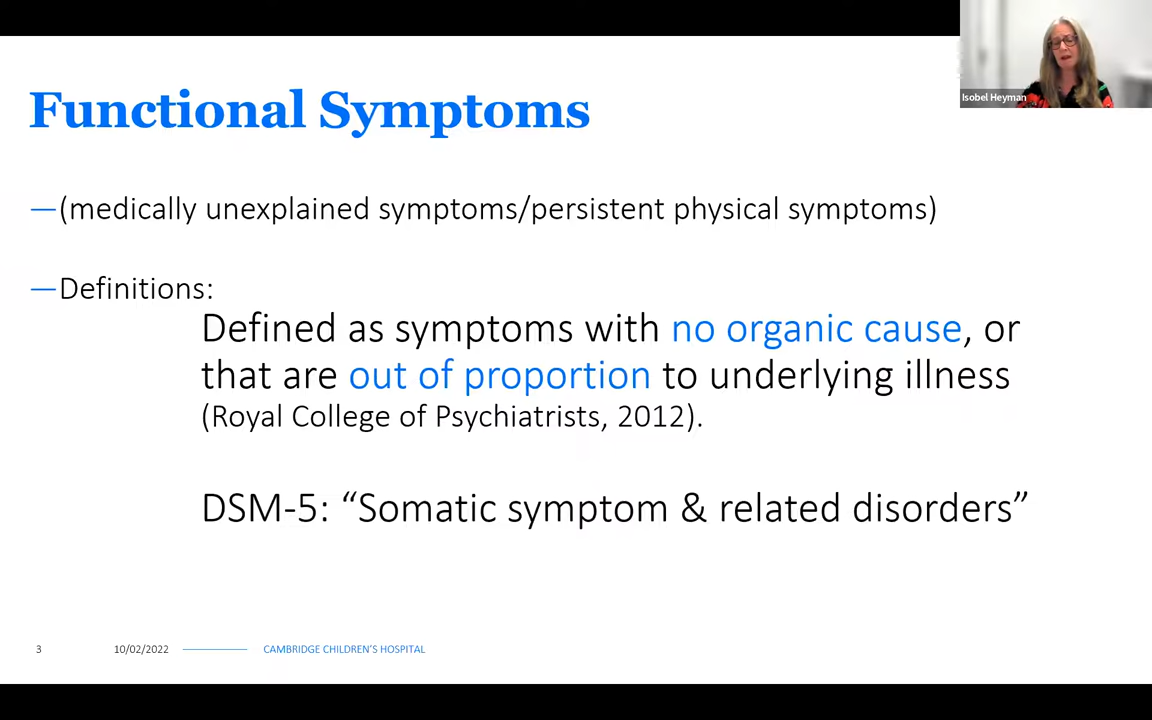 Isobel Heyman
Functional Symptoms
—(medically unexplained symptoms/persistent physical symptoms)
—Definitions:
Defined as symptoms with no organic cause, or
that are out of proportion to underlying illness
(Royal College of Psychiatrists, 2012).
DSM-5: “Somatic symptom & related disorders”
3 10/02/2022 CAMBRIDGE CHILDREN’S HOSPITAL